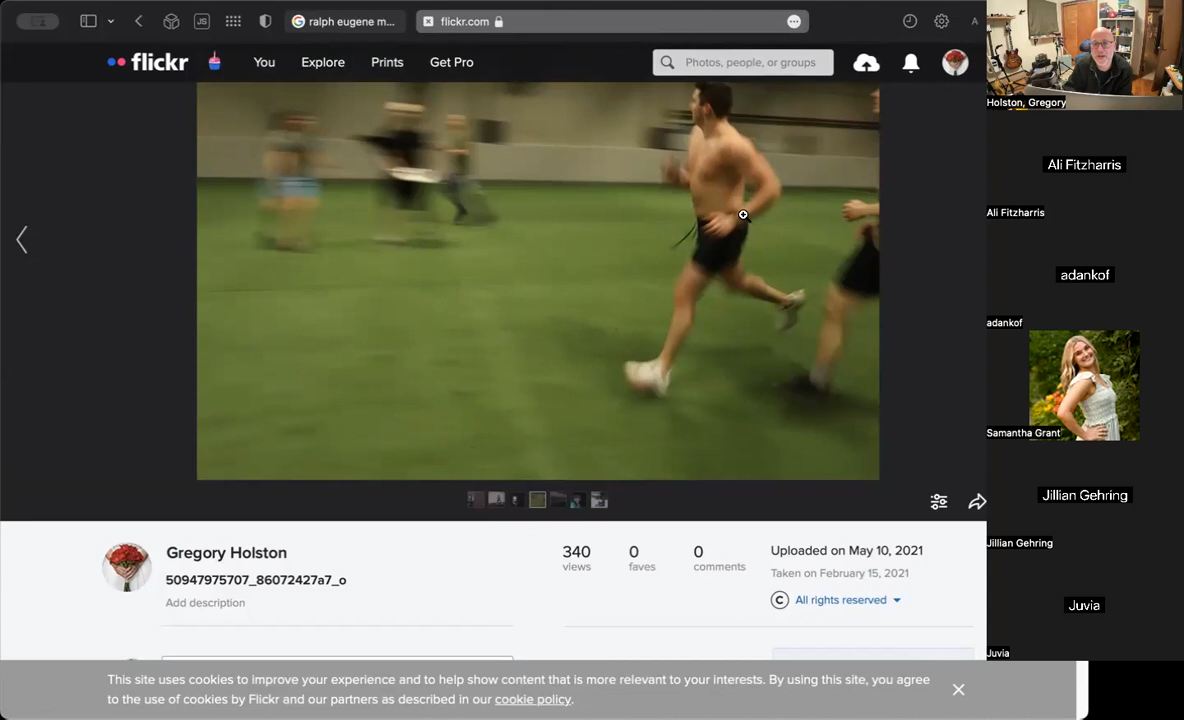 JS
ralph eugene m...
flickr.com
A
flickr
You
Explore
Prints
Get Pro
Photos, people, or groups
Holston, Gregory
Ali Fitzharris
Ali Fitzharris
adankof
adankof
Samantha Grant
Jillian Gehring
Jillian Gehring
Juvia
Juvia
Gregory Holston
50947975707_86072427a7_o
Add description
340
views
0
faves
0
comments
Uploaded on May 10, 2021
Taken on February 15, 2021
© All rights reserved
This site uses cookies to improve your experience and to help show content that is more relevant to your interests. By using this site, you agree
to the use of cookies by Flickr and our partners as described in our cookie policy.